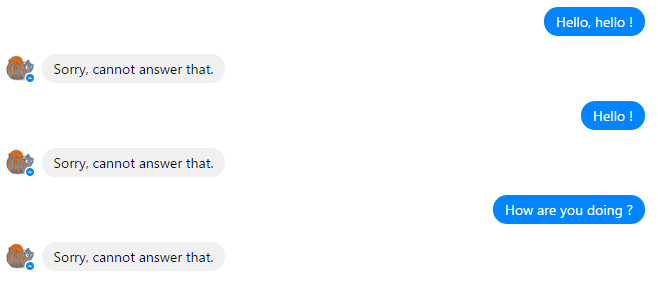 Hello, hello !
Sorry, cannot answer that.
Hello !
Sorry, cannot answer that.
How are you doing ?
Sorry, cannot answer that.